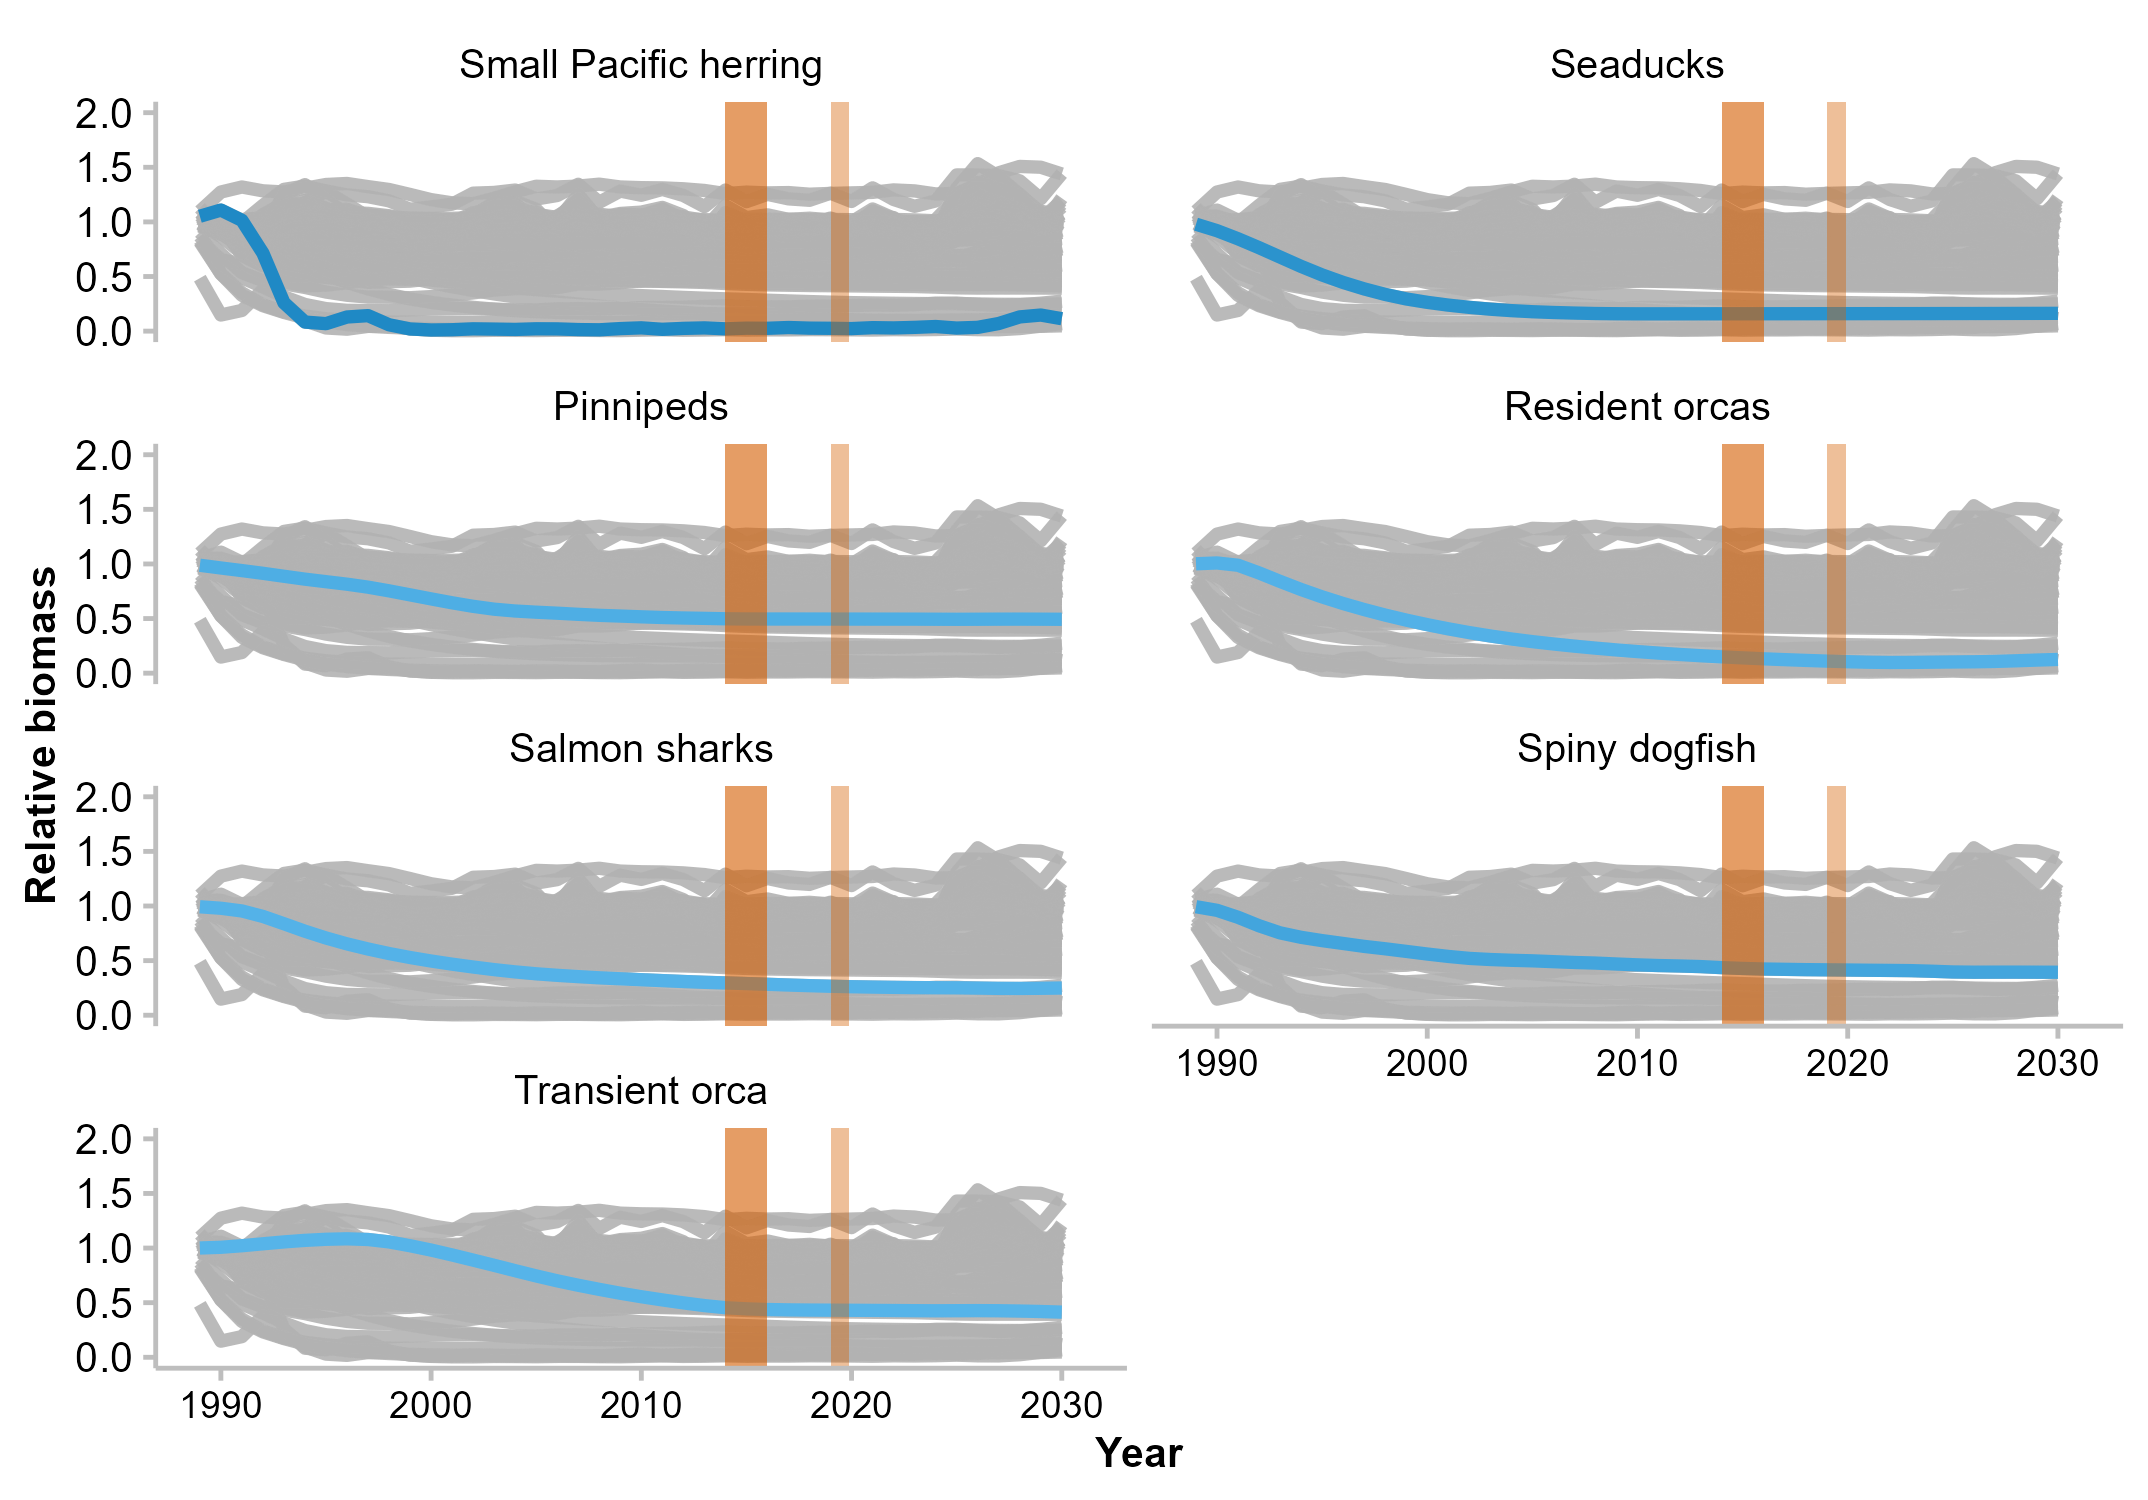 Small Pacific herring
Seaducks
2.0
1.5
1.0
0.5
0.0
Pinnipeds
Resident orcas
2.0
1.5
1.0
0.5
0.0
Relative biomass
Salmon sharks
Spiny dogfish
2.0
1.5
1.0
0.5
0.0
1990 2000 2010 2020 2030
Transient orca
2.0
1.5
1.0
0.5
0.0
1990 2000 2010 2020 2030
Year